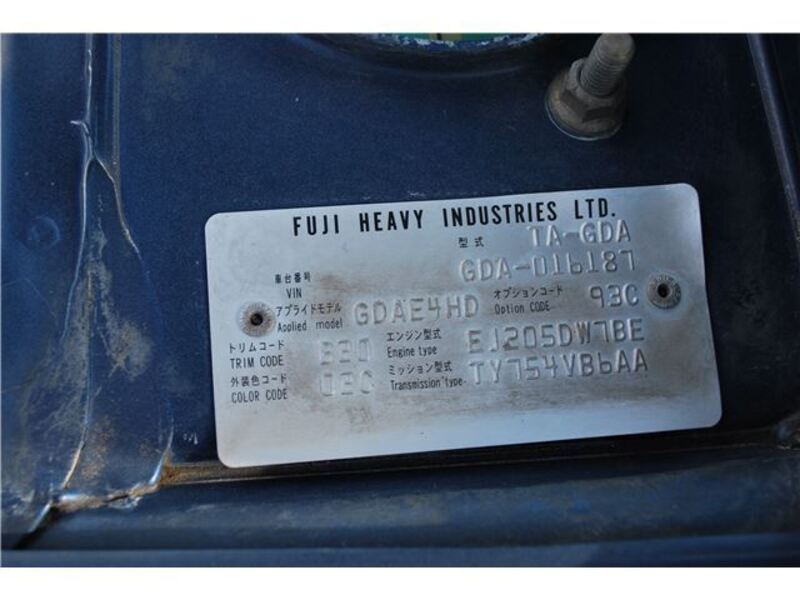 FUJI HEAVY INDUSTRIES LTD.
型式 TA-GDA
車台番号 GDA-016187
VIN
アプライドモデル GDAE4HD オプションコード 93C
Applied model Option CODE
トリムコード B30 エンジン型式 EJ205DW7BE
TRIM CODE Engine type
外装色コード 02C ミッション型式 TY754VB6AA
COLOR CODE Transmission type